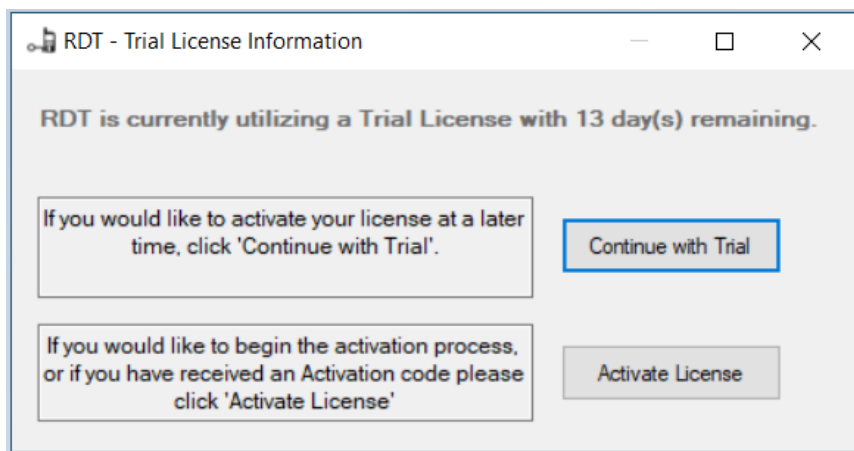 RDT - Trial License Information
RDT is currently utilizing a Trial License with 13 day(s) remaining.
If you would like to activate your license at a later
time, click 'Continue with Trial'.
Continue with Trial
If you would like to begin the activation process,
or if you have received an Activation code please
click 'Activate License'
Activate License